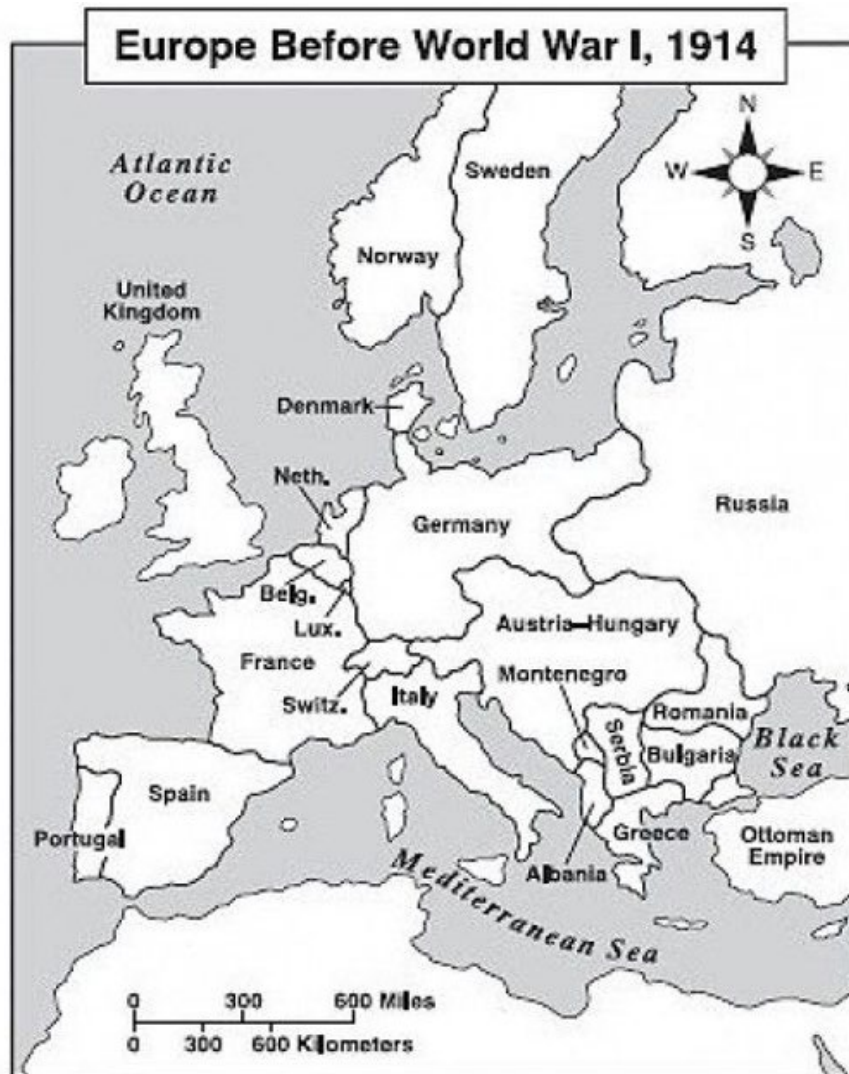 Europe Before World War I, 1914
N
W
E
S
Atlantic
Ocean
Sweden
Norway
United
Kingdom
Denmark
Neth.
Germany
Russia
Belg.
Lux.
Austria-Hungary
France
Montenegro
Switz.
Italy
Romania
Serbia
Bulgaria
Black
Sea
Spain
Portugal
Greece
Ottoman
Empire
Albania
Mediterranean Sea
0 300 600 Miles
0 300 600 Kilometers